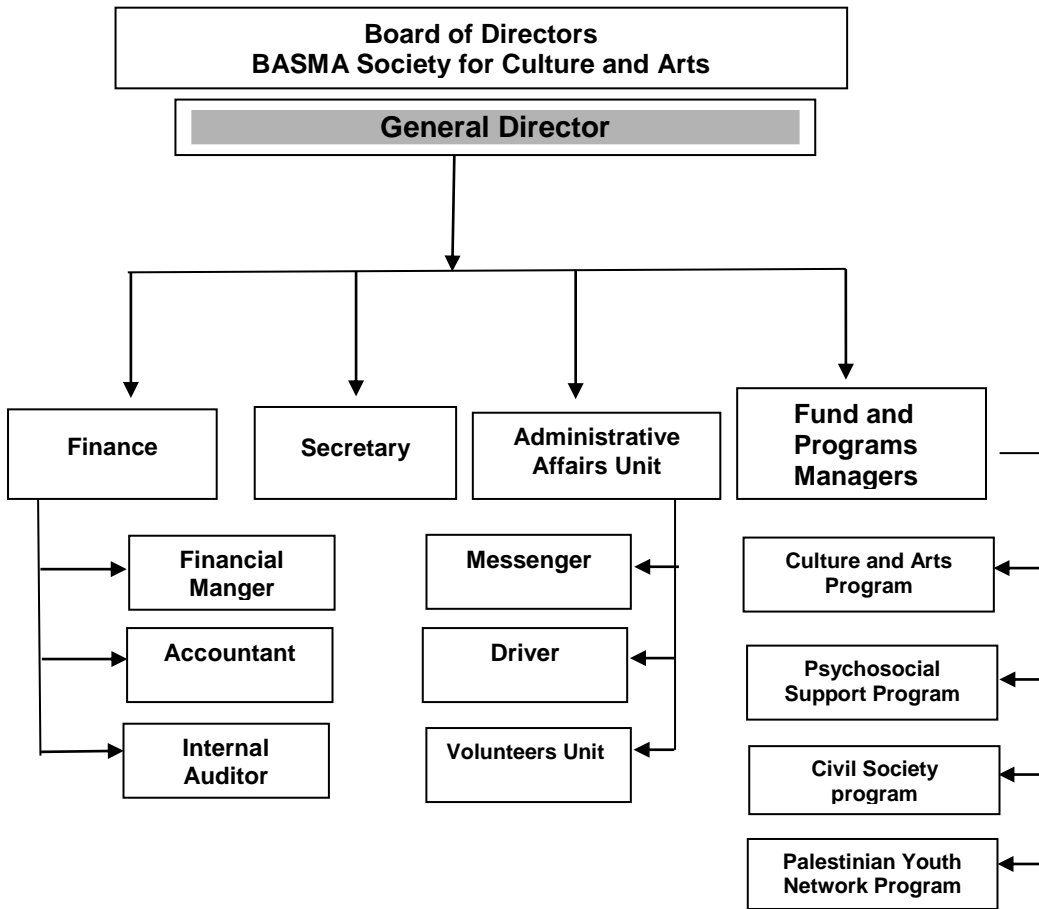 Board of Directors
BASMA Society for Culture and Arts
General Director
Finance
Secretary
Administrative
Affairs Unit
Fund and
Programs
Managers
Financial
Manger
Accountant
Internal
Auditor
Messenger
Driver
Volunteers Unit
Culture and Arts
Program
Psychosocial
Support Program
Civil Society
program
Palestinian Youth
Network Program